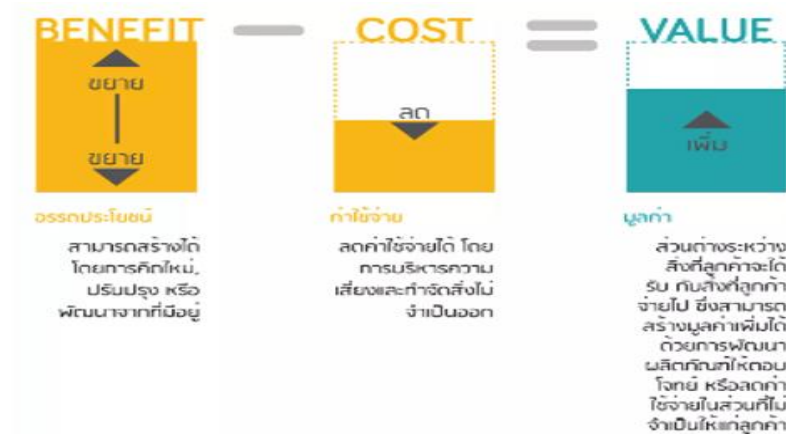 BENEFIT — COST = VALUE
ขยาย
ขยาย
ลด
เพิ่ม
อรรถประโยชน์
สามารถสร้างได้
โดยการคิดใหม่,
ปรับปรุง หรือ
พัฒนาจากที่มีอยู่
ค่าใช้จ่าย
ลดค่าใช้จ่ายได้ โดย
การบริหารความ
เสี่ยงและกำจัดสิ่งไม่
จำเป็นออก
มูลค่า
ส่วนต่างระหว่าง
สิ่งที่ลูกค้าจะได้
รับ กับสิ่งที่ลูกค้า
จ่ายไป ซึ่งสามารถ
สร้างมูลค่าเพิ่มได้
ด้วยการพัฒนา
ผลิตภัณฑ์ให้ตอบ
โจทย์ หรือลดค่า
ใช้จ่ายในส่วนที่ไม่
จำเป็นให้แก่ลูกค้า